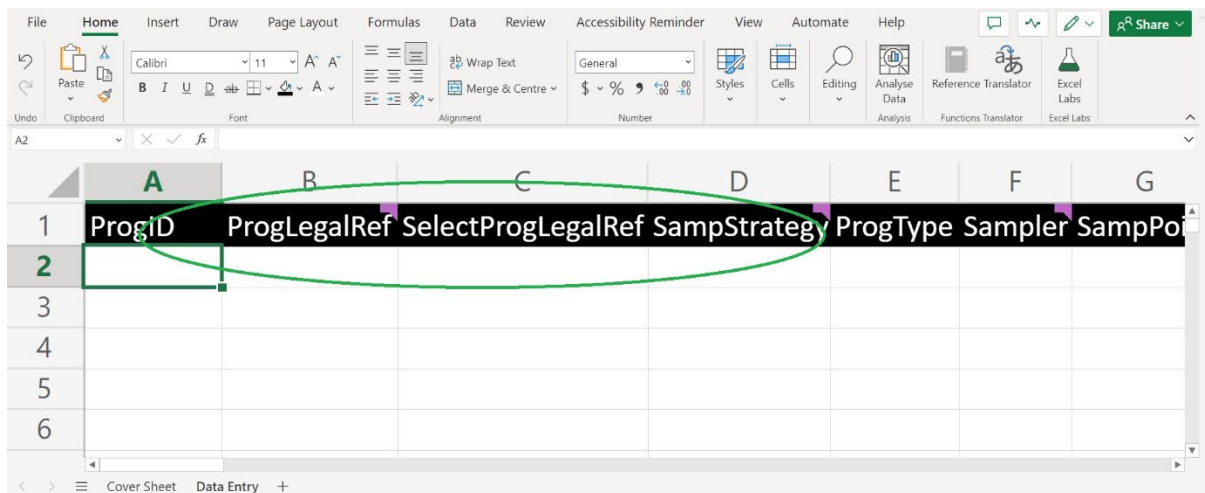 File Home Insert Draw Page Layout Formulas Data Review Accessibility Reminder View Automate Help Share
Calibri 11 A^ A˅ Wrap Text General
Paste B I U D ab A Merge & Centre $ % 9 Styles Cells Editing Analyse Data Reference Translator Excel Labs
Undo Clipboard Font Alignment Number Analysis Functions Translator Excel Labs
A2 fx
A B C D E F G
1 ProgID ProgLegalRef SelectProgLegalRef SampStrategy ProgType Sampler SampPoi
2
3
4
5
6
Cover Sheet Data Entry +